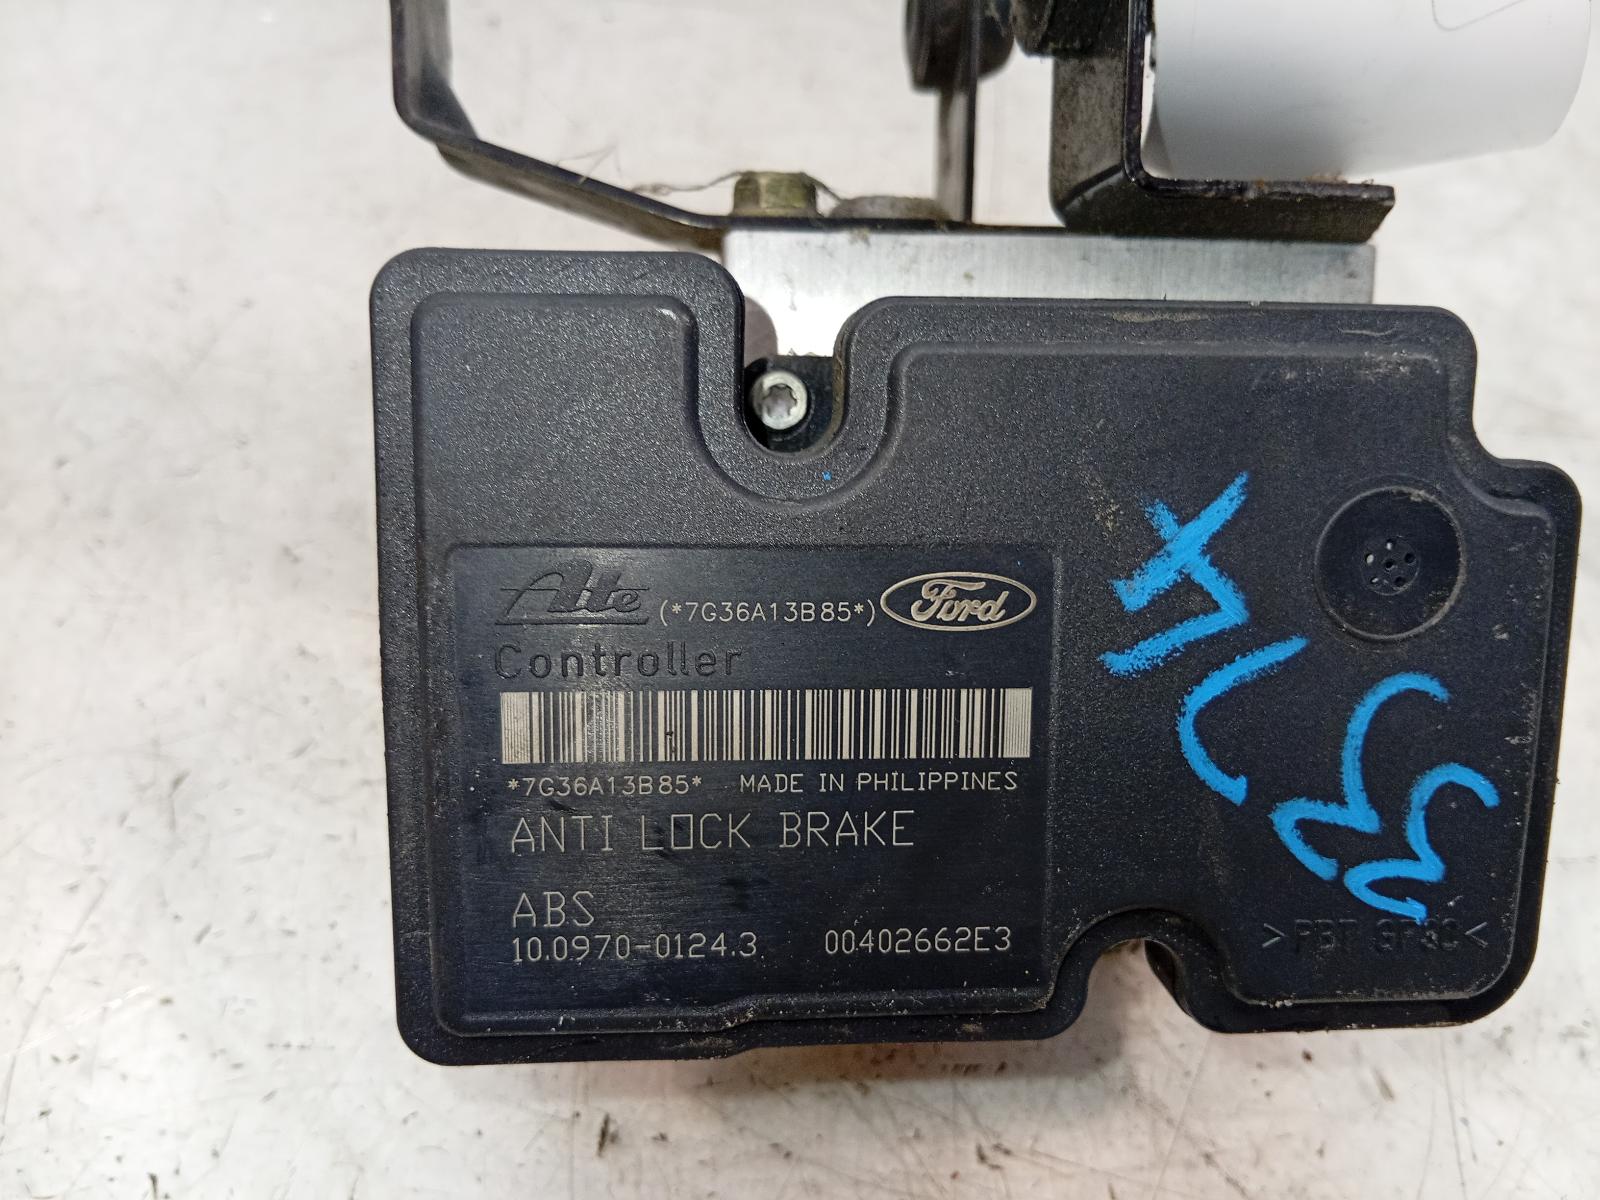 Ate (*7G36A13B85*) Ford
Controller
*7G36A13B85* MADE IN PHILIPPINES
ANTI LOCK BRAKE
ABS
10.0970-0124.3 00402662E3